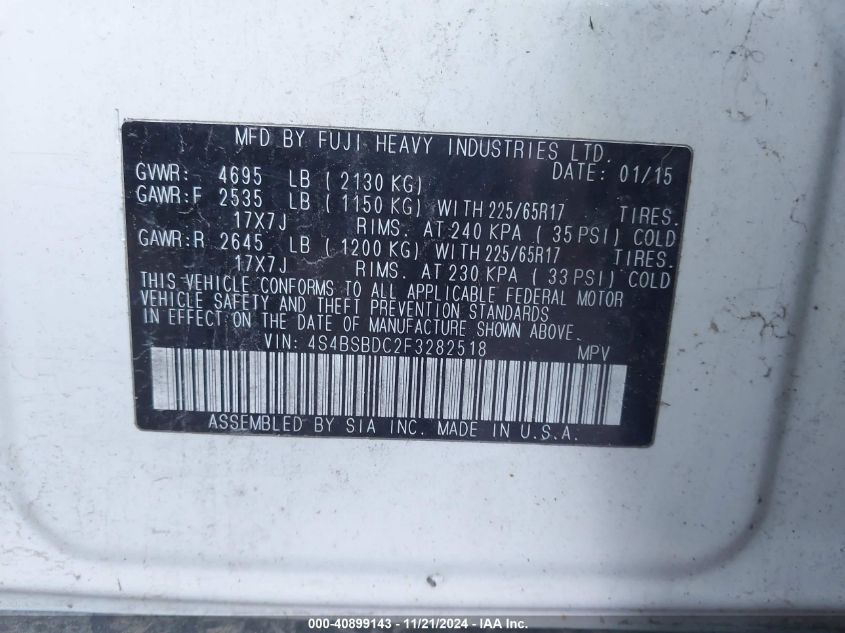 MFD BY FUJI HEAVY INDUSTRIES LTD.
DATE: 01/15
GVWR: 4695 LB ( 2130 KG)
GAWR:F 2535 LB ( 1150 KG) WITH 225/65R17 TIRES.
17X7J RIMS. AT 240 KPA ( 35 PSI) COLD
GAWR:R 2645 LB ( 1200 KG) WITH 225/65R17 TIRES.
17X7J RIMS. AT 230 KPA ( 33 PSI) COLD
THIS VEHICLE CONFORMS TO ALL APPLICABLE FEDERAL MOTOR
VEHICLE SAFETY AND THEFT PREVENTION STANDARDS
IN EFFECT ON THE DATE OF MANUFACTURE SHOWN ABOVE.
VIN: 4S4BSBDC2F3282518 MPV
ASSEMBLED BY SIA INC. MADE IN U.S.A.
000-40899143 - 11/21/2024 - IAA Inc.